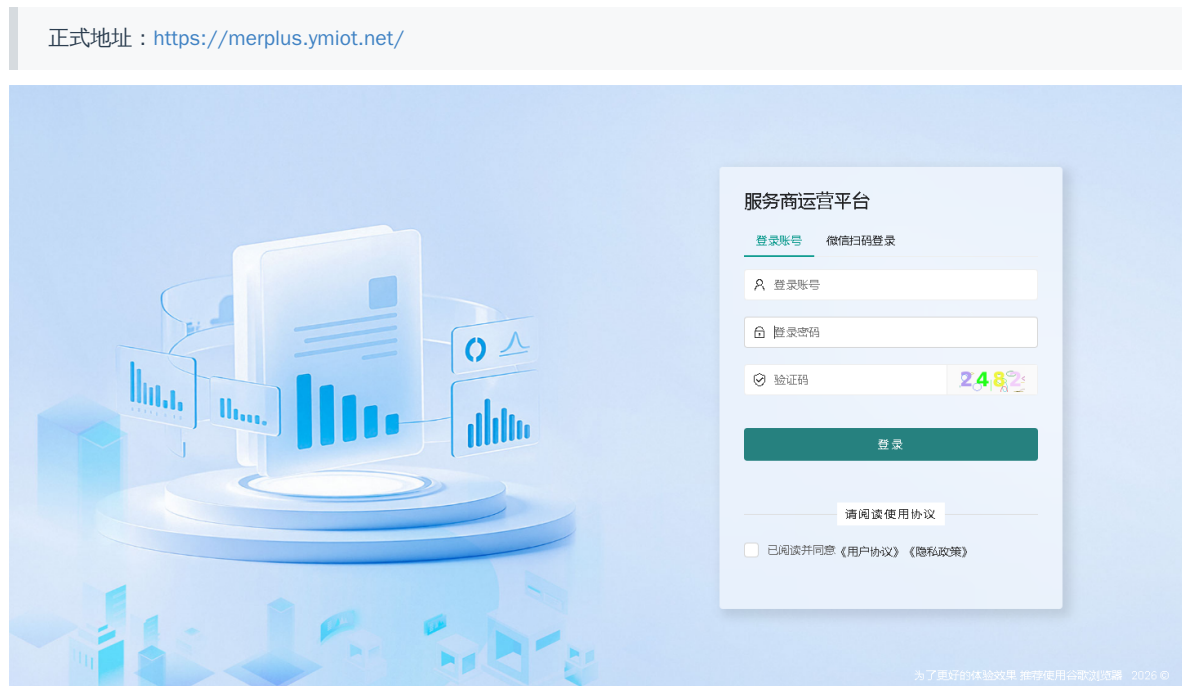 正式地址：https://merplus.ymiot.net/
服务商运营平台
登录账号 微信扫码登录
登录账号
登录密码
验证码 2482
登录
请阅读使用协议
已阅读并同意《用户协议》《隐私政策》
为了更好的体验效果 推荐使用谷歌浏览器 2026 ©